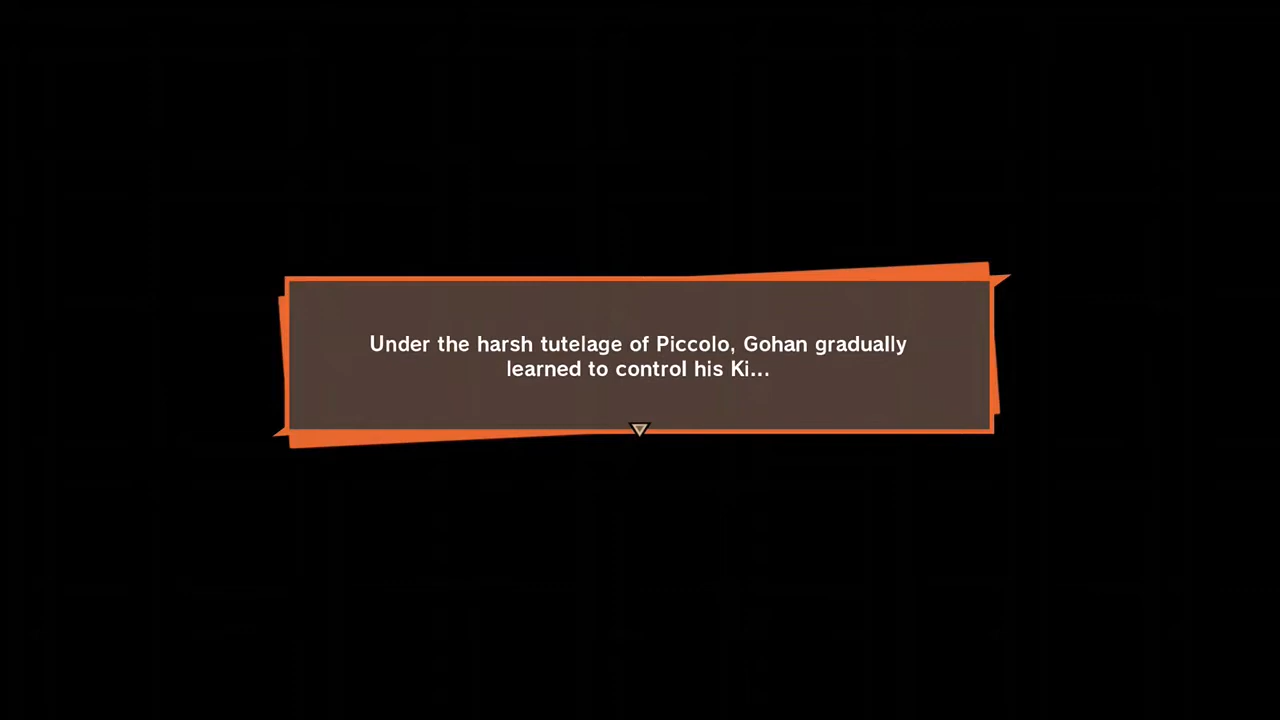 Under the harsh tutelage of Piccolo, Gohan gradually
learned to control his Ki...